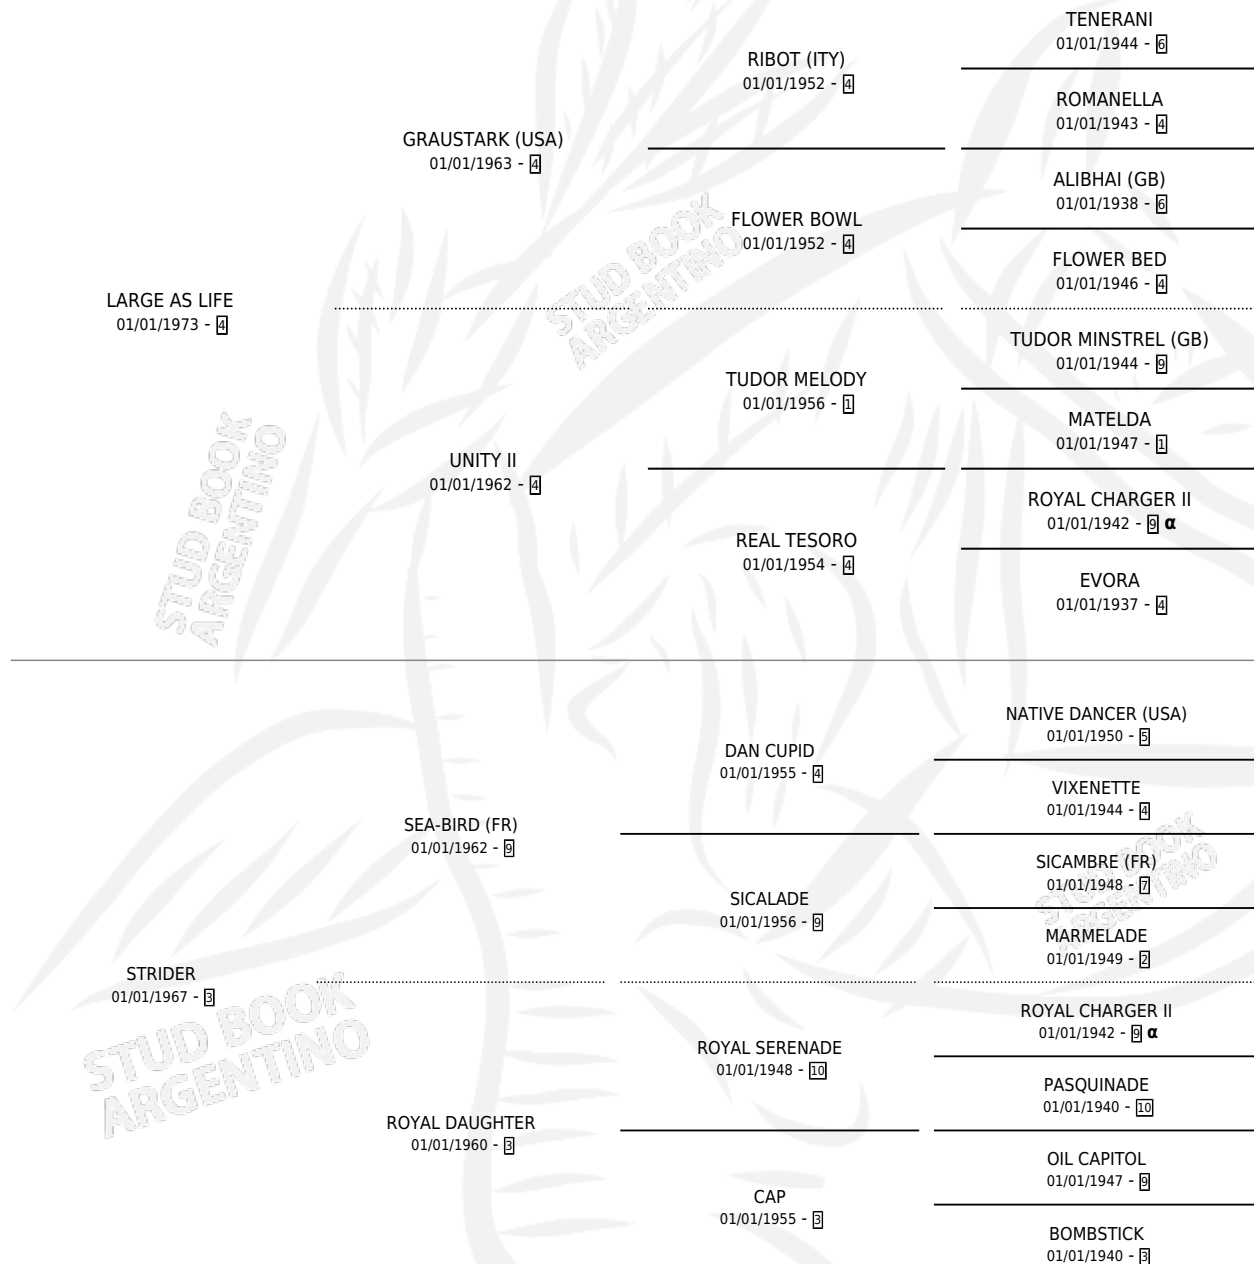 TENERANI
01/01/1944 - 6
RIBOT (ITY)
01/01/1952 - 4
ROMANELLA
01/01/1943 - 4
GRAUSTARK (USA)
01/01/1963 - 4
ALIBHAI (GB)
01/01/1938 - 6
FLOWER BOWL
01/01/1952 - 4
FLOWER BED
01/01/1946 - 4
LARGE AS LIFE
01/01/1973 - 4
TUDOR MINSTREL (GB)
01/01/1944 - 9
TUDOR MELODY
01/01/1956 - 1
MATELDA
01/01/1947 - 1
UNITY II
01/01/1962 - 4
ROYAL CHARGER II
01/01/1942 - 9 α
REAL TESORO
01/01/1954 - 4
EVORA
01/01/1937 - 4
NATIVE DANCER (USA)
01/01/1950 - 5
DAN CUPID
01/01/1955 - 4
VIXENETTE
01/01/1944 - 4
SEA-BIRD (FR)
01/01/1962 - 9
SICAMBRE (FR)
01/01/1948 - 7
SICALADE
01/01/1956 - 9
MARMELADE
01/01/1949 - 2
STRIDER
01/01/1967 - 3
ROYAL CHARGER II
01/01/1942 - 9 α
ROYAL SERENADE
01/01/1948 - 10
PASQUINADE
01/01/1940 - 10
ROYAL DAUGHTER
01/01/1960 - 3
OIL CAPITOL
01/01/1947 - 9
CAP
01/01/1955 - 3
BOMBSTICK
01/01/1940 - 3
STUD BOOK
ARGENTINO
STUD BOOK
ARGENTINO
STUD BOOK
ARGENTINO
STUD BOOK
ARGENTINO